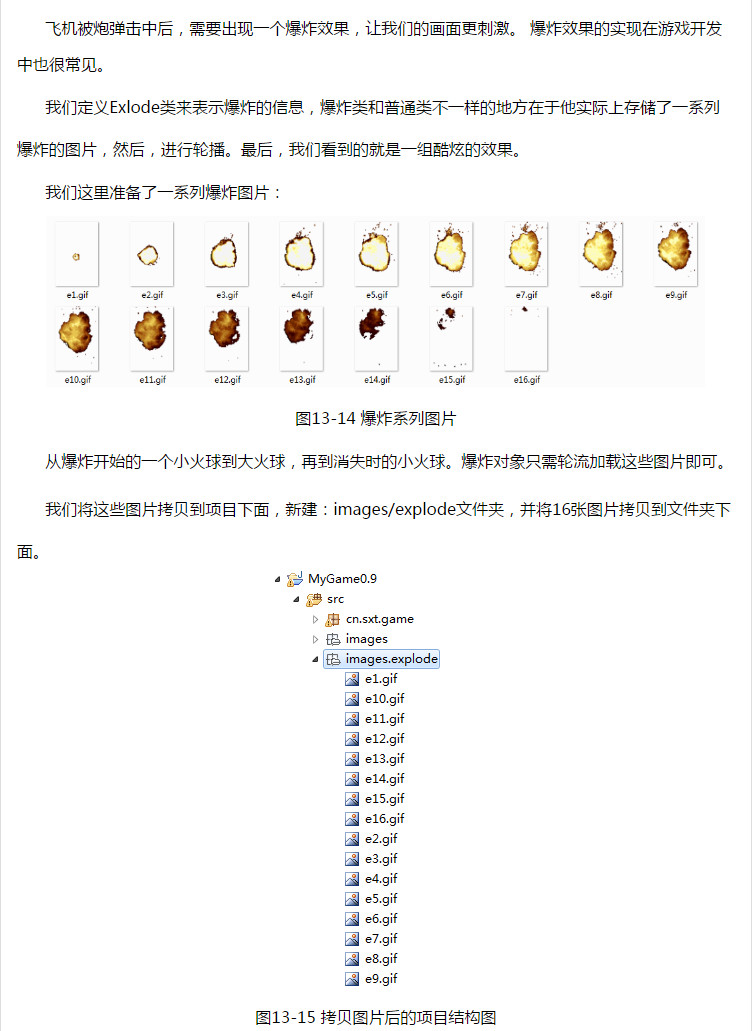 飞机被炮弹击中后，需要出现一个爆炸效果，让我们的画面更刺激。 爆炸效果的实现在游戏开发
中也很常见。
我们定义Exlode类来表示爆炸的信息，爆炸类和普通类不一样的地方在于他实际上存储了一系列
爆炸的图片，然后，进行轮播。最后，我们看到的就是一组酷炫的效果。
我们这里准备了一系列爆炸图片：
e1.gif e2.gif e3.gif e4.gif e5.gif e6.gif e7.gif e8.gif e9.gif
e10.gif e11.gif e12.gif e13.gif e14.gif e15.gif e16.gif
图13-14 爆炸系列图片
从爆炸开始的一个小火球到大火球，再到消失时的小火球。爆炸对象只需轮流加载这些图片即可。
我们将这些图片拷贝到项目下面，新建：images/explode文件夹，并将16张图片拷贝到文件夹下
面。
MyGame0.9
src
cn.sxt.game
images
images.explode
e1.gif
e10.gif
e11.gif
e12.gif
e13.gif
e14.gif
e15.gif
e16.gif
e2.gif
e3.gif
e4.gif
e5.gif
e6.gif
e7.gif
e8.gif
e9.gif
图13-15 拷贝图片后的项目结构图